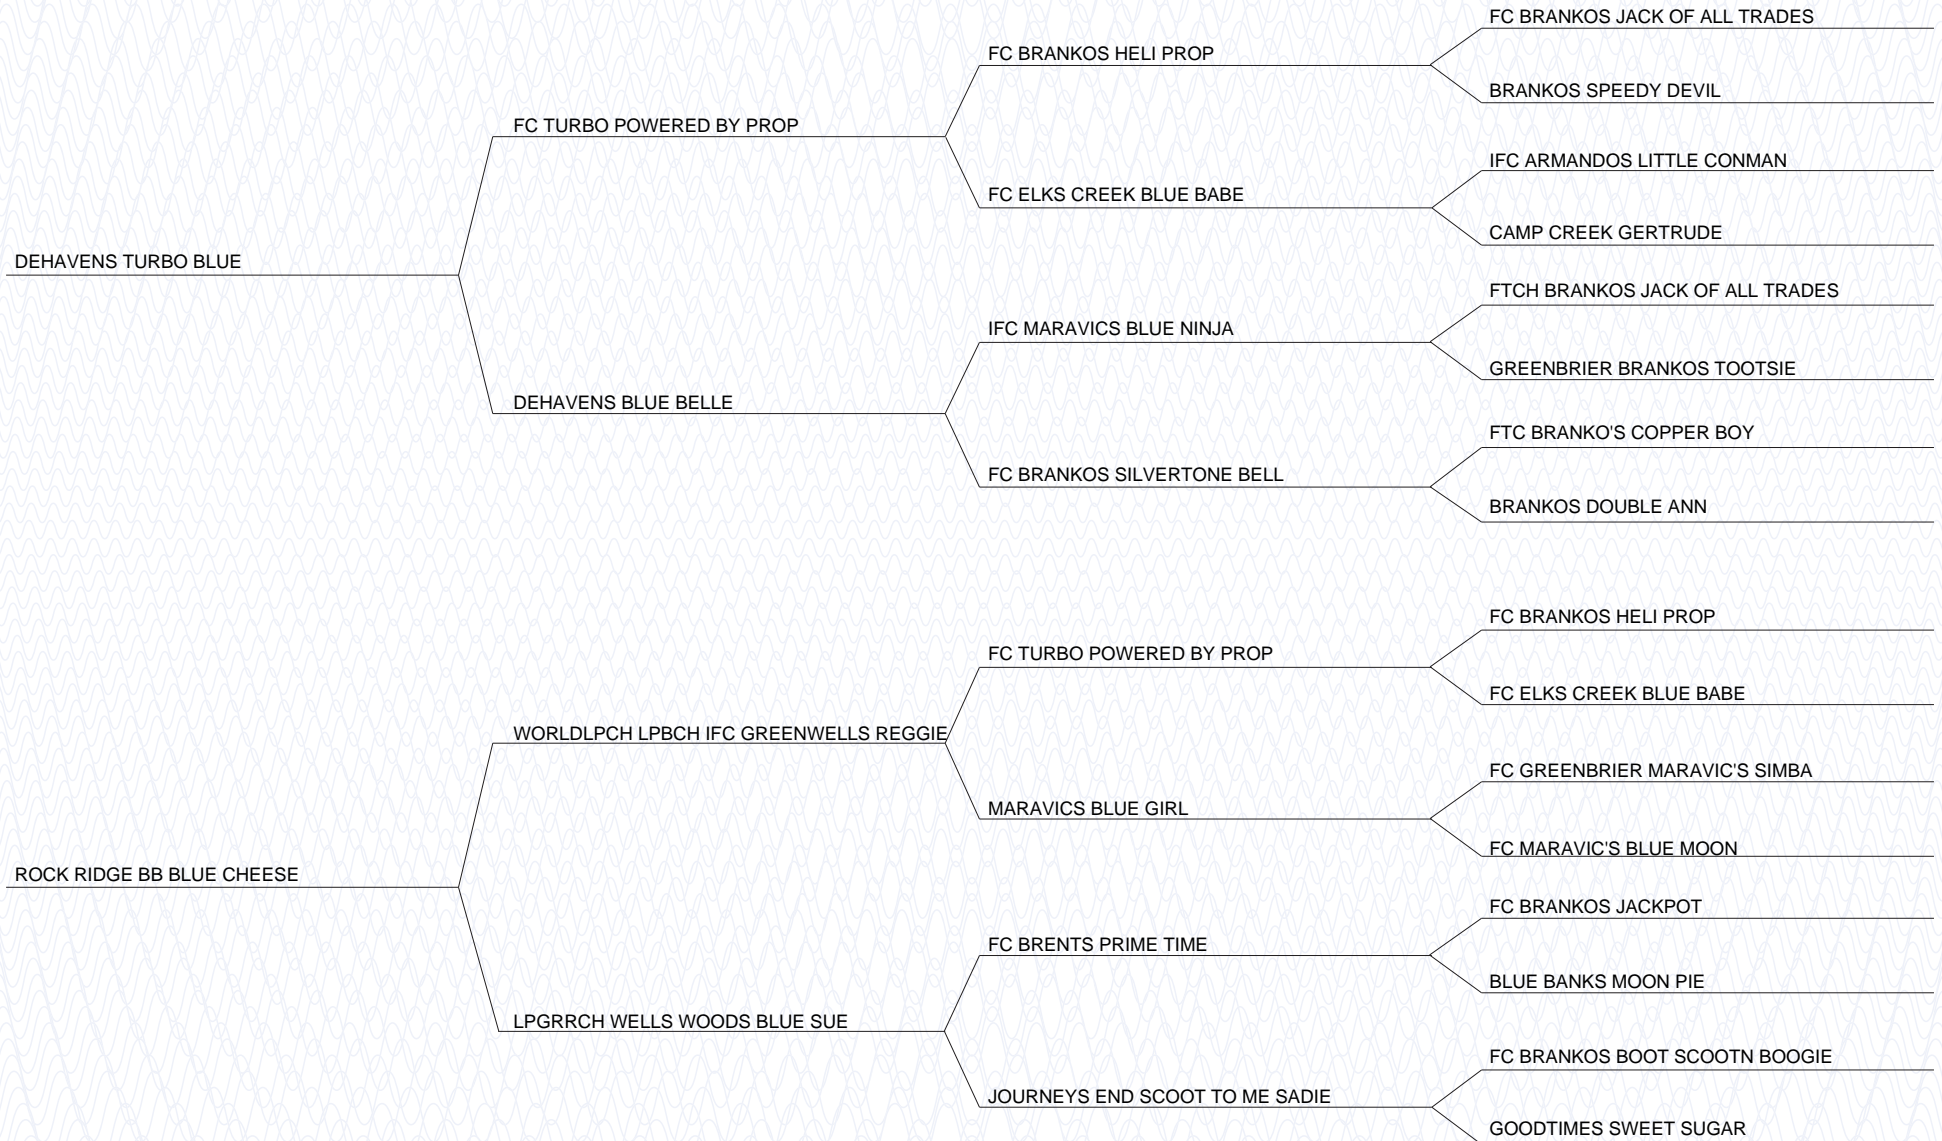 FC BRANKOS JACK OF ALL TRADES
FC BRANKOS HELI PROP
BRANKOS SPEEDY DEVIL
FC TURBO POWERED BY PROP
IFC ARMANDOS LITTLE CONMAN
FC ELKS CREEK BLUE BABE
CAMP CREEK GERTRUDE
DEHAVENS TURBO BLUE
FTCH BRANKOS JACK OF ALL TRADES
IFC MARAVICS BLUE NINJA
GREENBRIER BRANKOS TOOTSIE
DEHAVENS BLUE BELLE
FTC BRANKO'S COPPER BOY
FC BRANKOS SILVERTONE BELL
BRANKOS DOUBLE ANN
FC BRANKOS HELI PROP
FC TURBO POWERED BY PROP
FC ELKS CREEK BLUE BABE
WORLDLPCH LPBCH IFC GREENWELLS REGGIE
FC GREENBRIER MARAVIC'S SIMBA
MARAVICS BLUE GIRL
FC MARAVIC'S BLUE MOON
ROCK RIDGE BB BLUE CHEESE
FC BRANKOS JACKPOT
FC BRENTS PRIME TIME
BLUE BANKS MOON PIE
LPGRRCH WELLS WOODS BLUE SUE
FC BRANKOS BOOT SCOOTN BOOGIE
JOURNEYS END SCOOT TO ME SADIE
GOODTIMES SWEET SUGAR